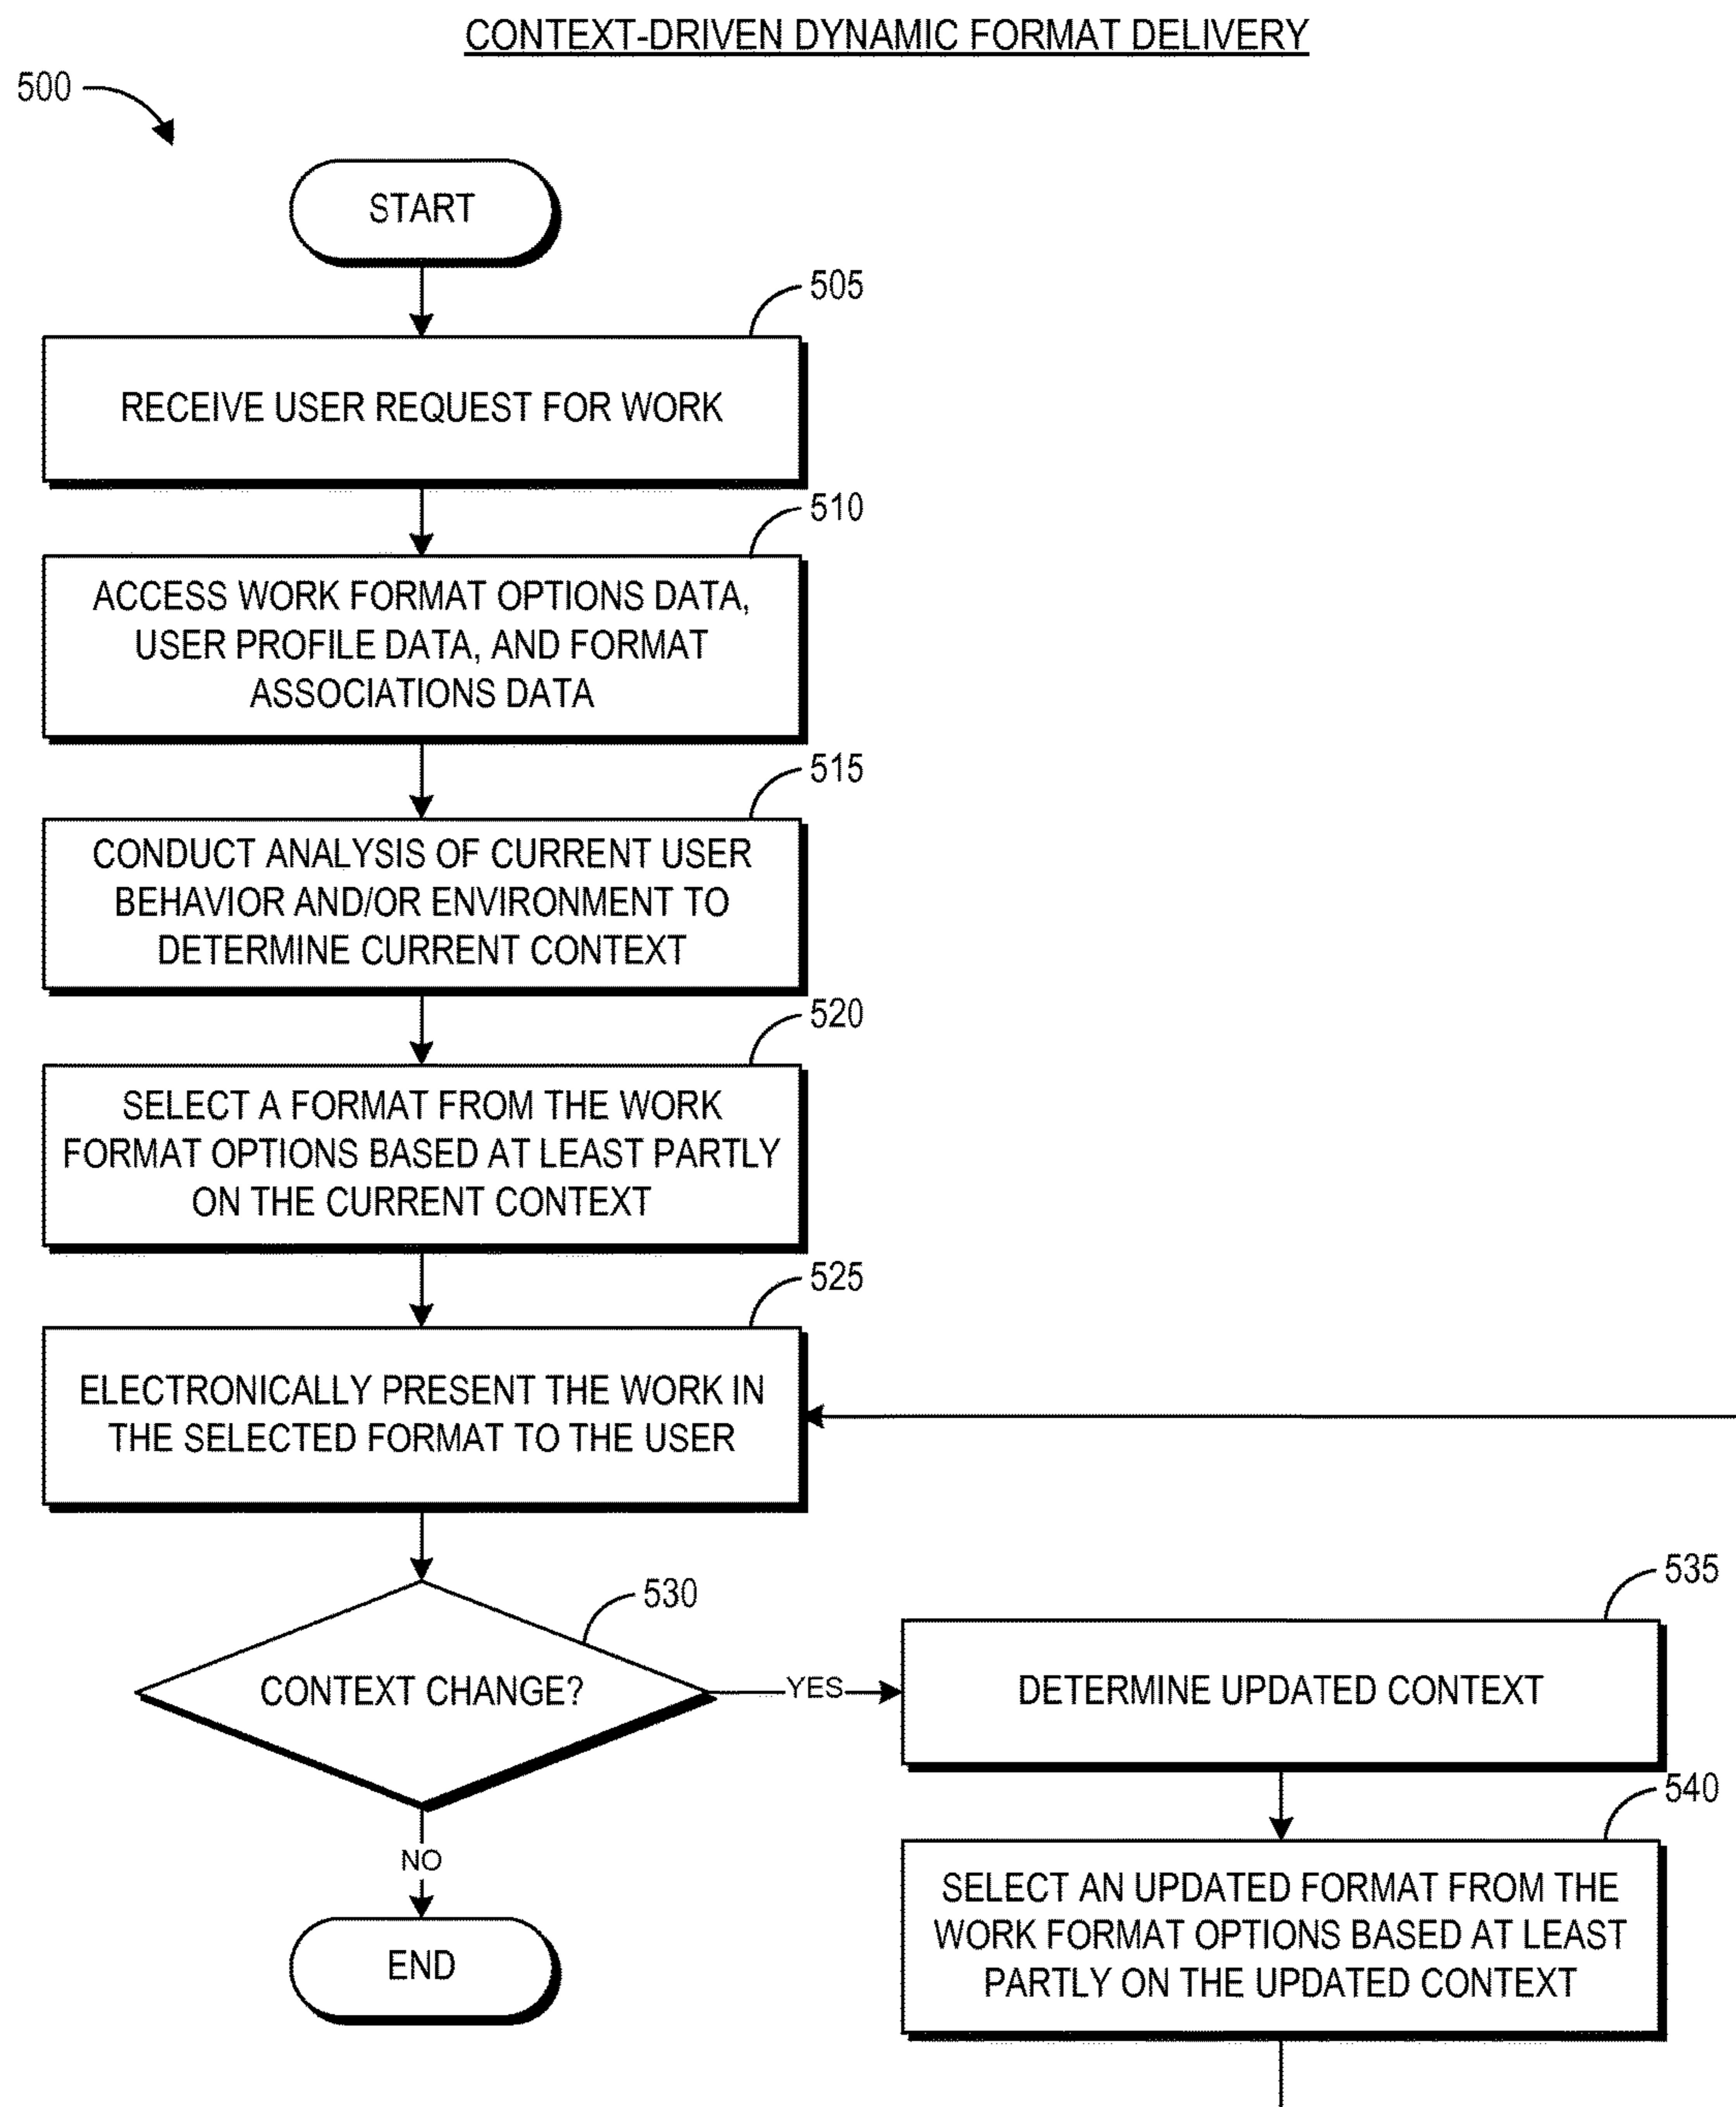 CONTEXT-DRIVEN DYNAMIC FORMAT DELIVERY
500
START
505
RECEIVE USER REQUEST FOR WORK
510
ACCESS WORK FORMAT OPTIONS DATA,
USER PROFILE DATA, AND FORMAT
ASSOCIATIONS DATA
515
CONDUCT ANALYSIS OF CURRENT USER
BEHAVIOR AND/OR ENVIRONMENT TO
DETERMINE CURRENT CONTEXT
520
SELECT A FORMAT FROM THE WORK
FORMAT OPTIONS BASED AT LEAST PARTLY
ON THE CURRENT CONTEXT
525
ELECTRONICALLY PRESENT THE WORK IN
THE SELECTED FORMAT TO THE USER
530
CONTEXT CHANGE?
YES
535
DETERMINE UPDATED CONTEXT
540
SELECT AN UPDATED FORMAT FROM THE
WORK FORMAT OPTIONS BASED AT LEAST
PARTLY ON THE UPDATED CONTEXT
NO
END